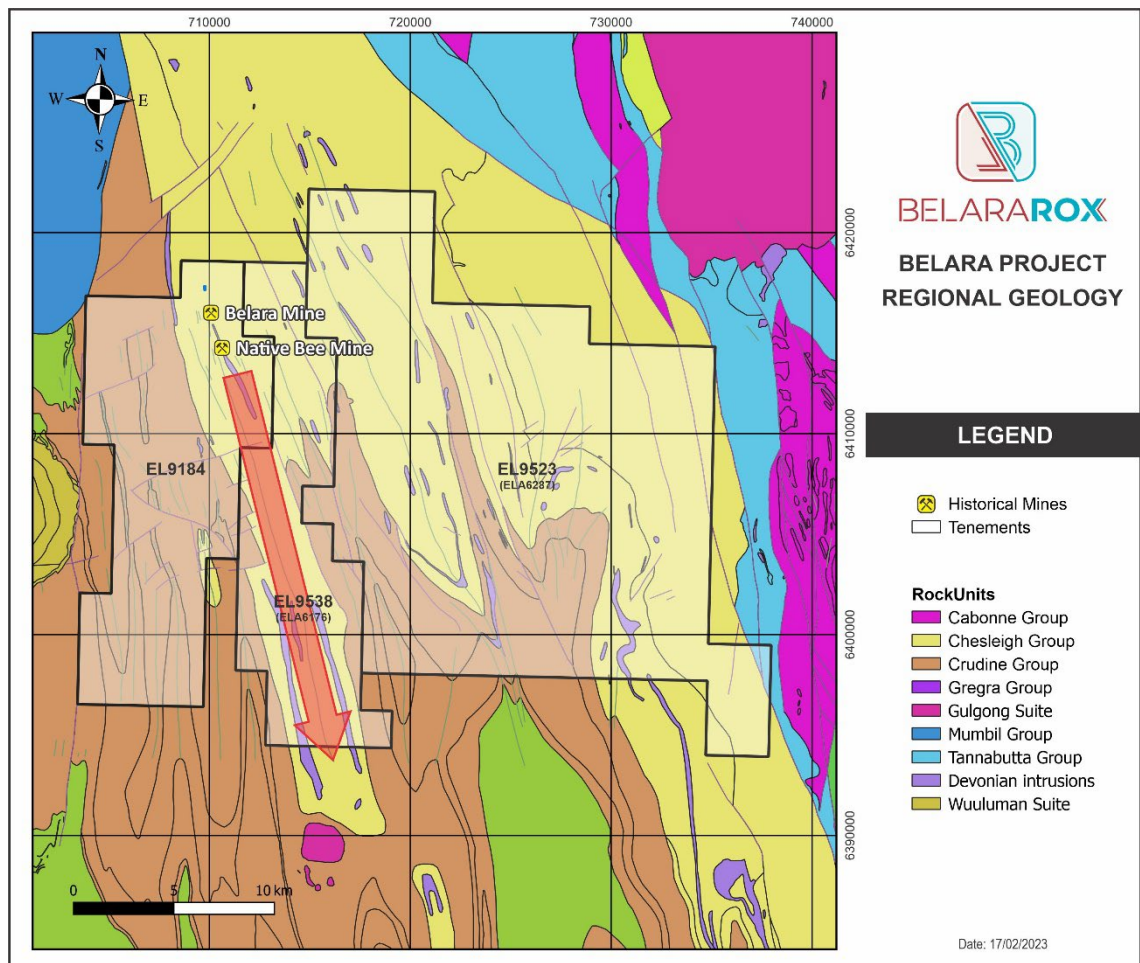 710000
720000
730000
740000
N
W
E
S
6420000
6410000
6400000
6390000
Belara Mine
Native Bee Mine
EL9184
EL9523
(ELA6287)
EL9538
(ELA6176)
0
5
10 km
BELARAROX
BELARA PROJECT
REGIONAL GEOLOGY
LEGEND
Historical Mines
Tenements
RockUnits
Cabonne Group
Chesleigh Group
Crudine Group
Gregra Group
Gulgong Suite
Mumbil Group
Tannabutta Group
Devonian intrusions
Wuuluman Suite
Date: 17/02/2023